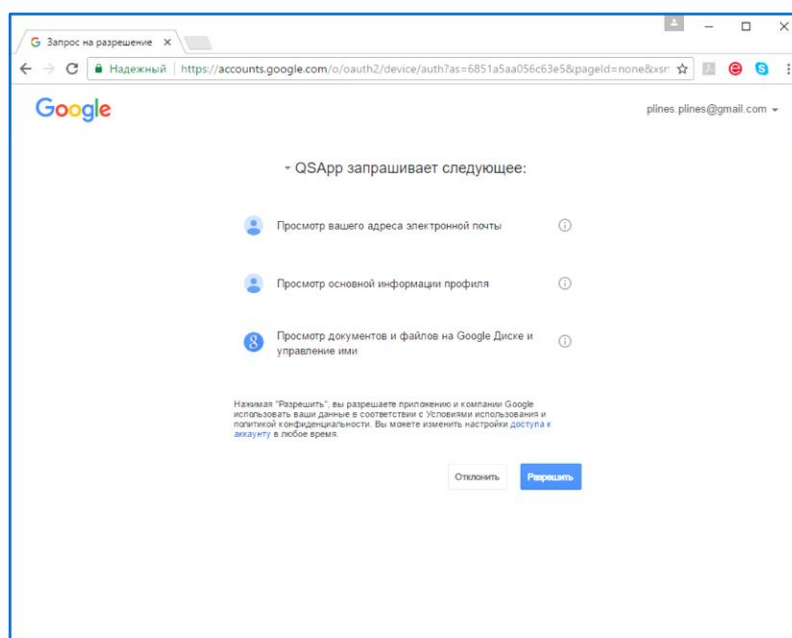 Запрос на разрешение
Надежный https://accounts.google.com/o/oauth2/device/auth?as=6851a5aa056c63e5&pageId=none&xsr
Google
plines.plines@gmail.com
QSApp запрашивает следующее:
Просмотр вашего адреса электронной почты
Просмотр основной информации профиля
Просмотр документов и файлов на Google Диске и
управление ими
Нажимая "Разрешить", вы разрешаете приложению и компании Google
использовать ваши данные в соответствии с Условиями использования и
политикой конфиденциальности. Вы можете изменить настройки доступа к
аккаунту в любое время.
Отклонить Разрешить